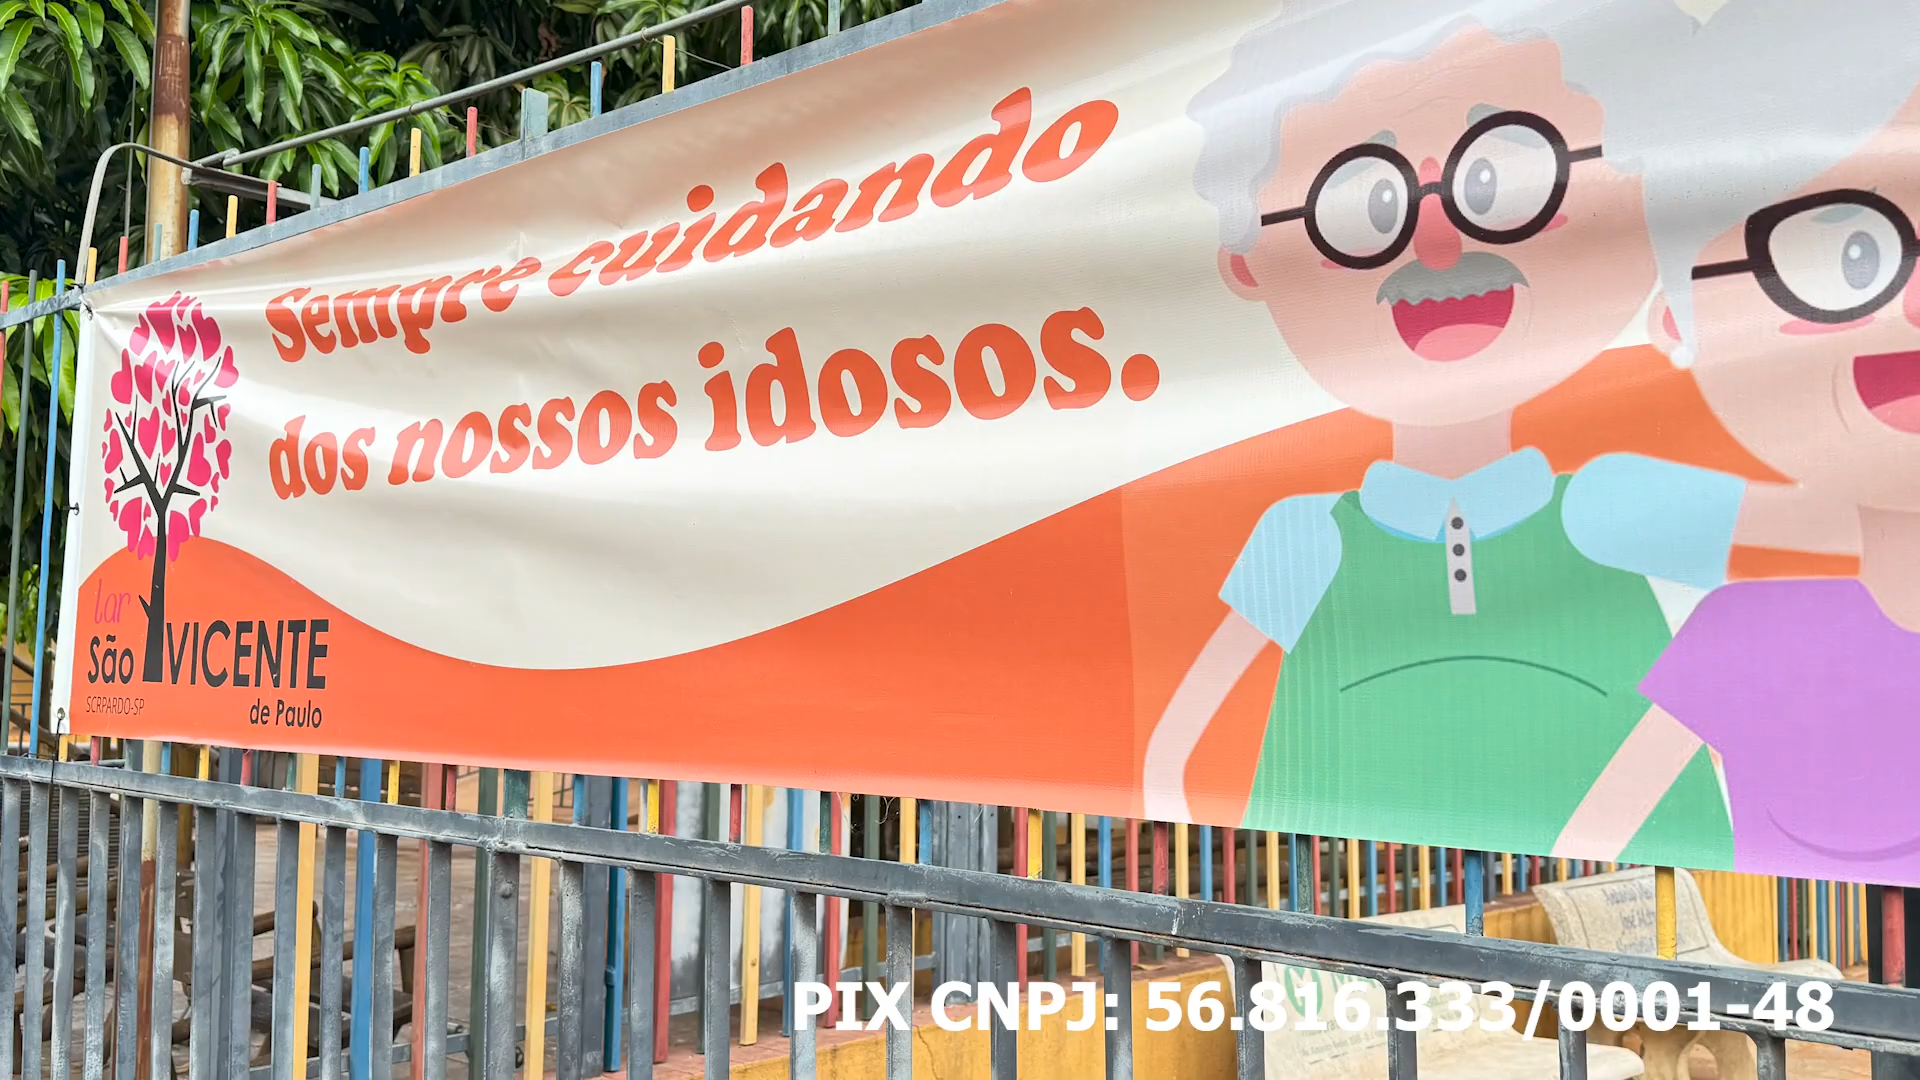 Sempre cuidando
dos nossos idosos.
lar
são VICENTE
SCRPARDO-SP
de Paulo
PIX CNPJ: 56.816.333/0001-48